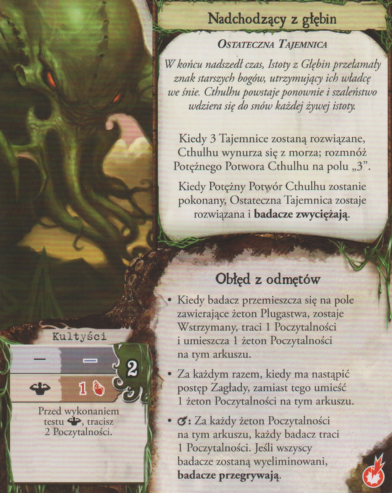 Nadchodzący z głębin
Ostateczna Tajemnica
W końcu nadszedł czas, Istoty z Głębin przełamały
znak starszych bogów, utrzymujący ich władcę
we śnie. Cthulhu powstaje ponownie i szaleństwo
wdziera się do snów każdej żywej istoty.
Kiedy 3 Tajemnice zostaną rozwiązane,
Cthulhu wynurza się z morza; rozmnóż
Potężnego Potwora Cthulhu na polu „3”.
Kiedy Potężny Potwór Cthulhu zostanie
pokonany, Ostateczna Tajemnica zostaje
rozwiązana i badacze zwyciężają.
Obłęd z odmętów
• Kiedy badacz przemieszcza się na pole
zawierające żeton Plugastwa, zostaje
Wstrzymany, traci 1 Poczytalności
i umieszcza 1 żeton Poczytalności
na tym arkuszu.
• Za każdym razem, kiedy ma nastąpić
postęp Zagłady, zamiast tego umieść
1 żeton Poczytalności na tym arkuszu.
• : Za każdy żeton Poczytalności
na tym arkuszu, każdy badacz traci
1 Poczytalności. Jeśli wszyscy
badacze zostaną wyeliminowani,
badacze przegrywają.
Kultyści
— — 2
1
Przed wykonaniem
testu , tracisz
2 Poczytalności.